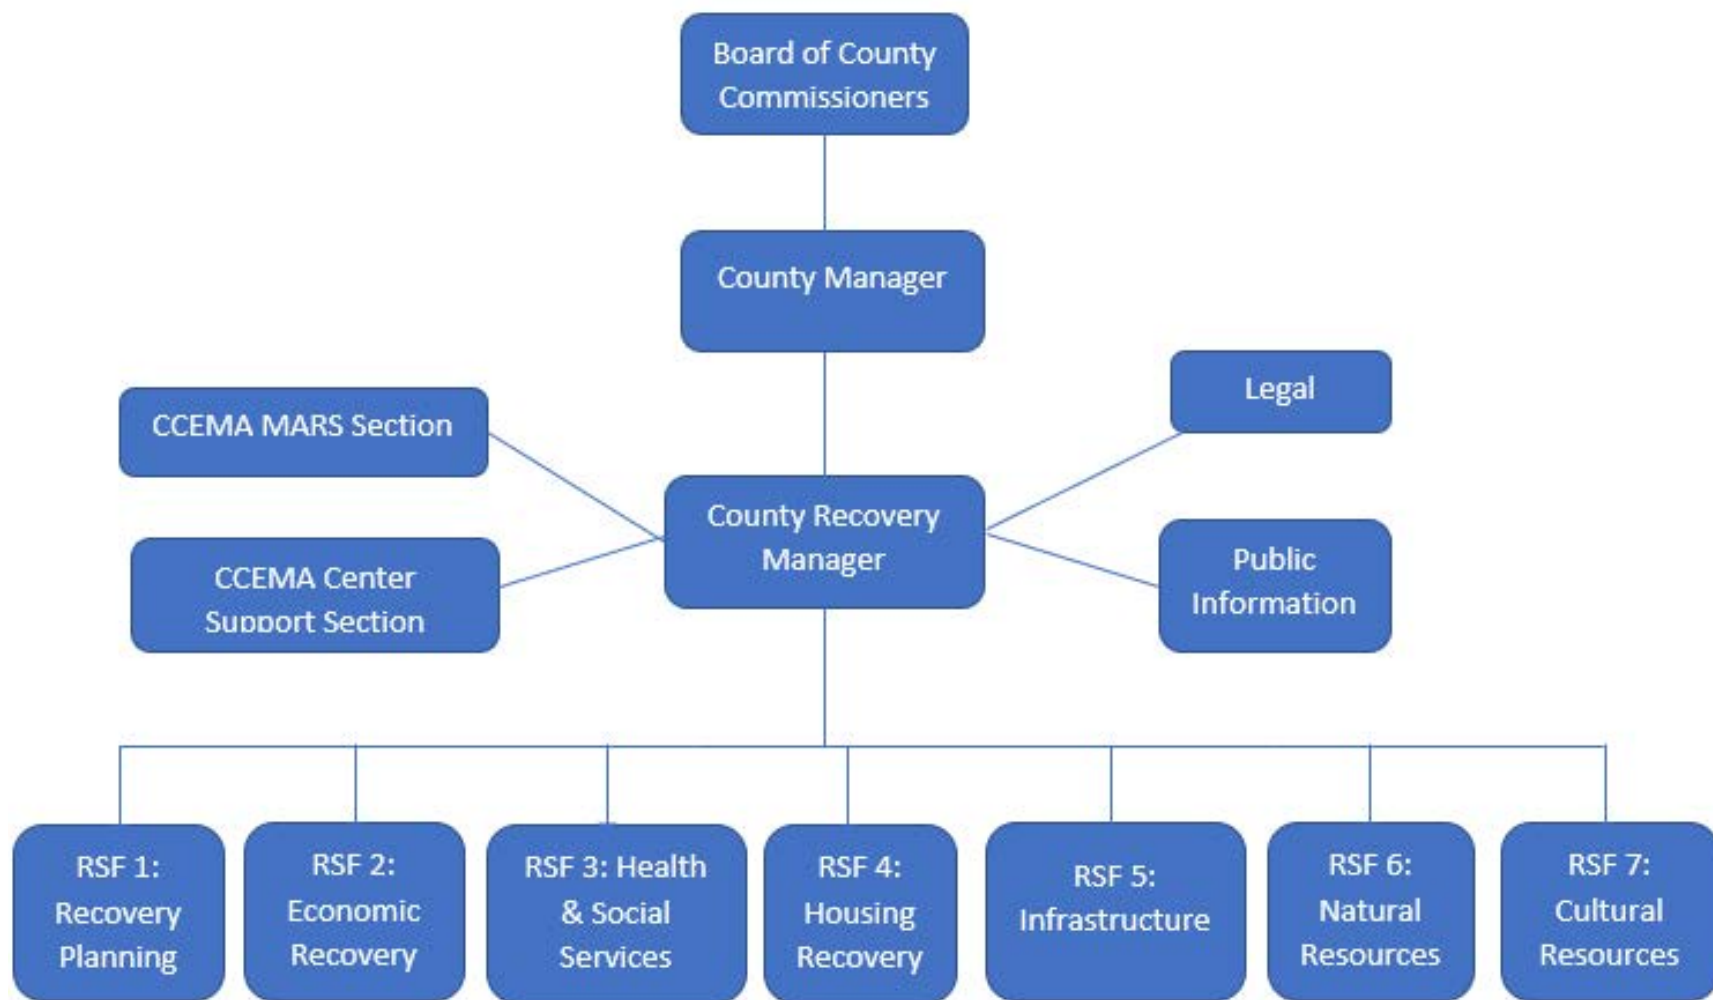 Board of County
Commissioners
County Manager
Legal
CCEMA MARS Section
County Recovery
Manager
Public
Information
CCEMA Center
Support Section
RSF 1:
Recovery
Planning
RSF 2:
Economic
Recovery
RSF 3: Health
& Social
Services
RSF 4:
Housing
Recovery
RSF 5:
Infrastructure
RSF 6:
Natural
Resources
RSF 7:
Cultural
Resources